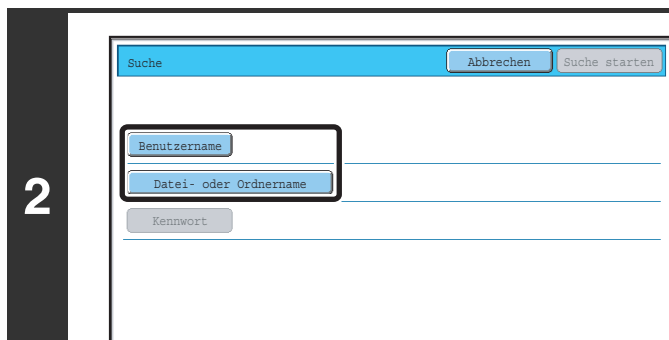 2
Suche Abbrechen Suche starten
Benutzername
Datei- oder Ordnername
Kennwort